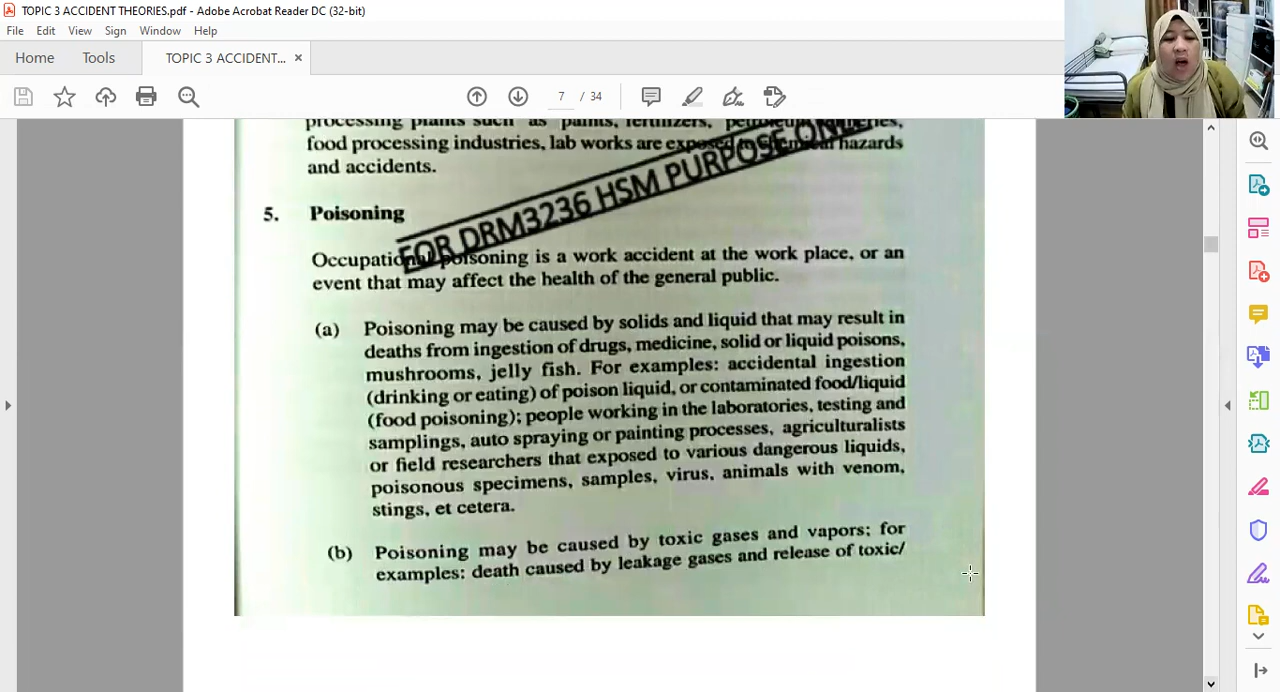 TOPIC 3 ACCIDENT THEORIES.pdf - Adobe Acrobat Reader DC (32-bit)
File Edit View Sign Window Help
Home Tools TOPIC 3 ACCIDENT... ×
7 / 34
processing plants such as paints, fertilizers, petroleum
food processing industries, lab works are exposed to chemical hazards
and accidents.
FOR DRM3236 HSM PURPOSE ONLY
5. Poisoning
Occupational poisoning is a work accident at the work place, or an
event that may affect the health of the general public.
(a) Poisoning may be caused by solids and liquid that may result in
deaths from ingestion of drugs, medicine, solid or liquid poisons,
mushrooms, jelly fish. For examples: accidental ingestion
(drinking or eating) of poison liquid, or contaminated food/liquid
(food poisoning); people working in the laboratories, testing and
samplings, auto spraying or painting processes, agriculturalists
or field researchers that exposed to various dangerous liquids,
poisonous specimens, samples, virus, animals with venom,
stings, et cetera.
(b) Poisoning may be caused by toxic gases and vapors; for
examples: death caused by leakage gases and release of toxic/